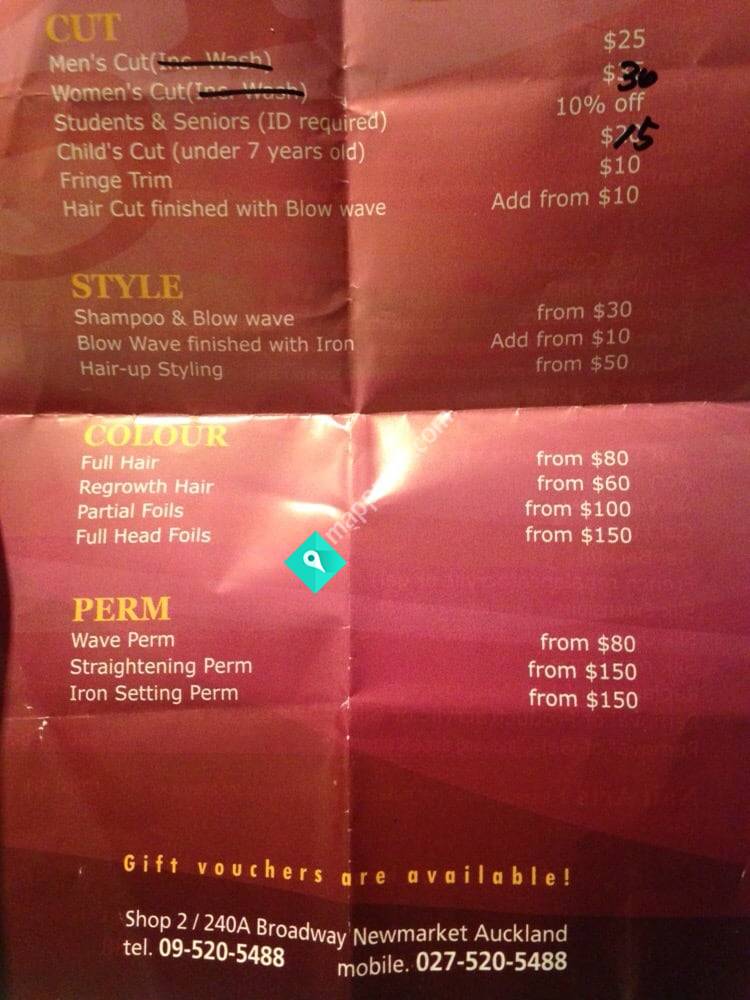 CUT
Men's Cut(Inc. Wash) $25
Women's Cut(Inc. Wash) $30
Students & Seniors (ID required) 10% off
Child's Cut (under 7 years old) $15
Fringe Trim $10
Hair Cut finished with Blow wave Add from $10
STYLE
Shampoo & Blow wave from $30
Blow Wave finished with Iron Add from $10
Hair-up Styling from $50
COLOUR
Full Hair from $80
Regrowth Hair from $60
Partial Foils from $100
Full Head Foils from $150
PERM
Wave Perm from $80
Straightening Perm from $150
Iron Setting Perm from $150
Gift vouchers are available!
Shop 2 / 240A Broadway Newmarket Auckland
tel. 09-520-5488 mobile. 027-520-5488